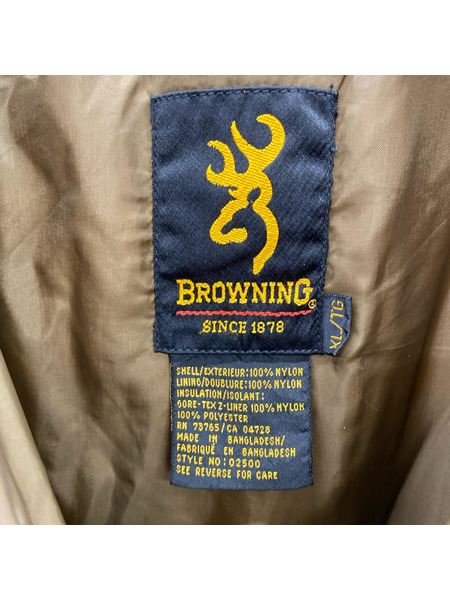 BROWNING®
SINCE 1878
XL/TG
SHELL/EXTERIEUR:100% NYLON
LINING/DOUBLURE:100% NYLON
INSULATION/ISOLANT:
GORE-TEX Z-LINER 100% NYLON
100% POLYESTER
RN 73765/CA 04728
MADE IN BANGLADESH/
FABRIQUÉ EN BANGLADESH
STYLE NO:02500
SEE REVERSE FOR CARE